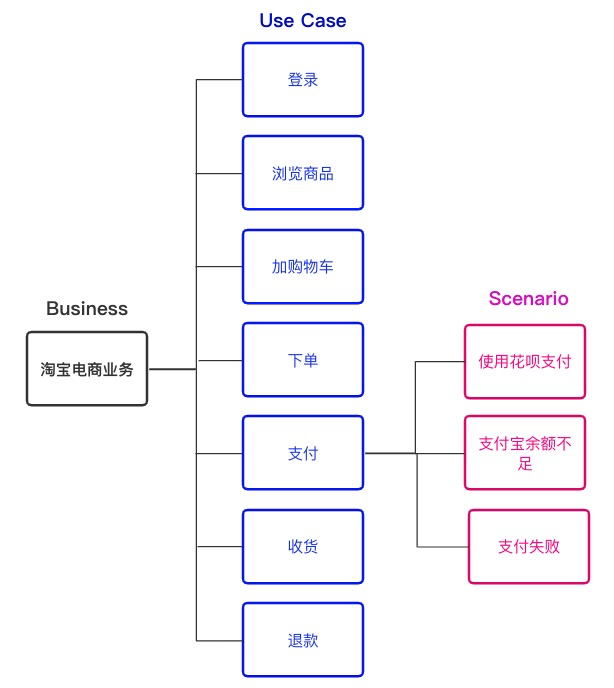 Use Case
登录
浏览商品
加购物车
Business
Scenario
淘宝电商业务
下单
使用花呗支付
支付
支付宝余额不
足
收货
支付失败
退款